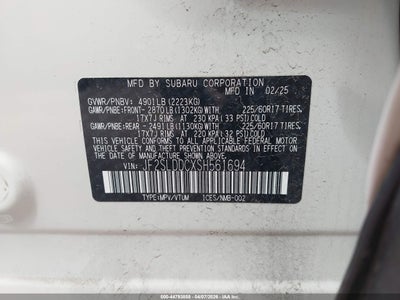 MFD. BY SUBARU CORPORATION IN 02/25
GVWR/PNBV: 4901LB(2223KG)
GAWR/PNBE:FRONT- 2870LB(1302KG)WITH 225/60R17 TIRES,
17X7J RIMS, AT 230 KPA(33 PSI)COLD
GAWR/PNBE:REAR - 2491LB(1130KG)WITH 225/60R17 TIRES,
17X7J RIMS, AT 220 KPA(32 PSI)COLD
THIS VEHICLE CONFORMS TO ALL APPLICABLE FEDERAL MOTOR
VEHICLE SAFETY, BUMPER, AND THEFT PREVENTION STANDARDS
IN EFFECT ON THE DATE OF MANUFACTURE SHOWN ABOVE.
VIN: JF2SLDDCXSH561694
TYPE:MPV/VTUM ICES/NMB-002